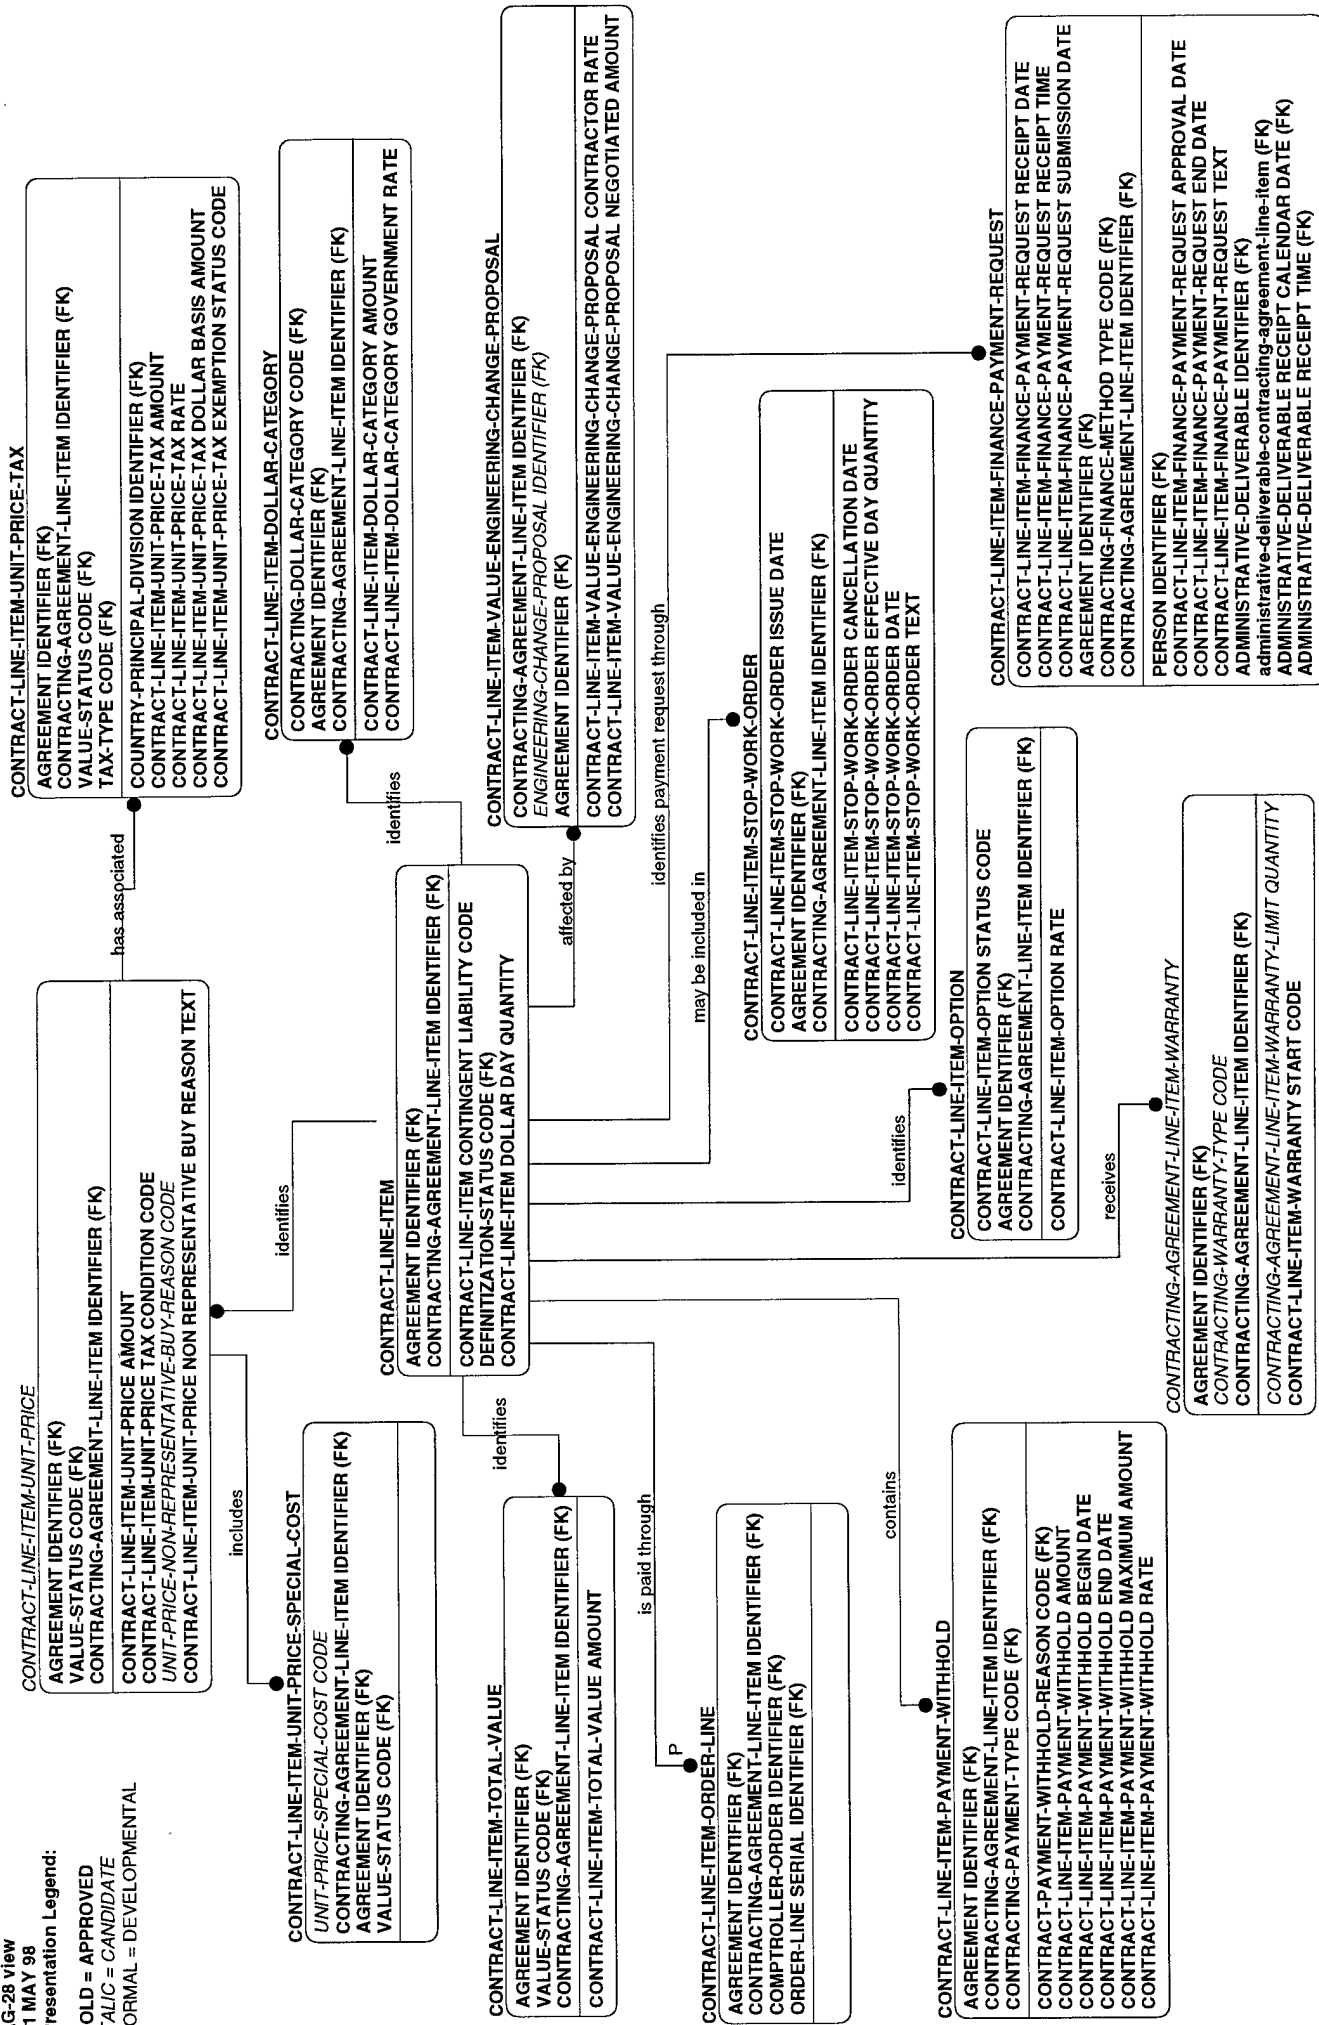 G-28 view
1 MAY 98
resentation Legend:
OLD = APPROVED
TALIC = CANDIDATE
ORMAL = DEVELOPMENTAL
CONTRACT-LINE-ITEM-UNIT-PRICE
AGREEMENT IDENTIFIER (FK)
VALUE-STATUS CODE (FK)
CONTRACTING-AGREEMENT-LINE-ITEM IDENTIFIER (FK)
CONTRACT-LINE-ITEM-UNIT-PRICE AMOUNT
CONTRACT-LINE-ITEM-UNIT-PRICE TAX CONDITION CODE
UNIT-PRICE-NON-REPRESENTATIVE-BUY-REASON CODE
CONTRACT-LINE-ITEM-UNIT-PRICE NON REPRESENTATIVE BUY REASON TEXT
has associated
CONTRACT-LINE-ITEM-UNIT-PRICE-TAX
AGREEMENT IDENTIFIER (FK)
CONTRACTING-AGREEMENT-LINE-ITEM IDENTIFIER (FK)
VALUE-STATUS CODE (FK)
TAX-TYPE CODE (FK)
COUNTRY-PRINCIPAL-DIVISION IDENTIFIER (FK)
CONTRACT-LINE-ITEM-UNIT-PRICE-TAX AMOUNT
CONTRACT-LINE-ITEM-UNIT-PRICE-TAX RATE
CONTRACT-LINE-ITEM-UNIT-PRICE-TAX DOLLAR BASIS AMOUNT
CONTRACT-LINE-ITEM-UNIT-PRICE-TAX EXEMPTION STATUS CODE
includes
identifies
CONTRACT-LINE-ITEM-UNIT-PRICE-SPECIAL-COST
UNIT-PRICE-SPECIAL-COST CODE
CONTRACTING-AGREEMENT-LINE-ITEM IDENTIFIER (FK)
AGREEMENT IDENTIFIER (FK)
VALUE-STATUS CODE (FK)
CONTRACT-LINE-ITEM
AGREEMENT IDENTIFIER (FK)
CONTRACTING-AGREEMENT-LINE-ITEM IDENTIFIER (FK)
CONTRACT-LINE-ITEM CONTINGENT LIABILITY CODE
DEFINITIZATION-STATUS CODE (FK)
CONTRACT-LINE-ITEM DOLLAR DAY QUANTITY
identifies
CONTRACT-LINE-ITEM-DOLLAR-CATEGORY
CONTRACTING-DOLLAR-CATEGORY CODE (FK)
AGREEMENT IDENTIFIER (FK)
CONTRACTING-AGREEMENT-LINE-ITEM IDENTIFIER (FK)
CONTRACT-LINE-ITEM-DOLLAR-CATEGORY AMOUNT
CONTRACT-LINE-ITEM-DOLLAR-CATEGORY GOVERNMENT RATE
identifies
CONTRACT-LINE-ITEM-TOTAL-VALUE
AGREEMENT IDENTIFIER (FK)
VALUE-STATUS CODE (FK)
CONTRACTING-AGREEMENT-LINE-ITEM IDENTIFIER (FK)
CONTRACT-LINE-ITEM-TOTAL-VALUE AMOUNT
affected by
CONTRACT-LINE-ITEM-VALUE-ENGINEERING-CHANGE-PROPOSAL
CONTRACTING-AGREEMENT-LINE-ITEM IDENTIFIER (FK)
ENGINEERING-CHANGE-PROPOSAL IDENTIFIER (FK)
AGREEMENT IDENTIFIER (FK)
CONTRACT-LINE-ITEM-VALUE-ENGINEERING-CHANGE-PROPOSAL CONTRACTOR RATE
CONTRACT-LINE-ITEM-VALUE-ENGINEERING-CHANGE-PROPOSAL NEGOTIATED AMOUNT
is paid through
P
identifies payment request through
may be included in
CONTRACT-LINE-ITEM-ORDER-LINE
AGREEMENT IDENTIFIER (FK)
CONTRACTING-AGREEMENT-LINE-ITEM IDENTIFIER (FK)
COMPTROLLER-ORDER IDENTIFIER (FK)
ORDER-LINE SERIAL IDENTIFIER (FK)
CONTRACT-LINE-ITEM-STOP-WORK-ORDER
CONTRACT-LINE-ITEM-STOP-WORK-ORDER ISSUE DATE
AGREEMENT IDENTIFIER (FK)
CONTRACTING-AGREEMENT-LINE-ITEM IDENTIFIER (FK)
CONTRACT-LINE-ITEM-STOP-WORK-ORDER CANCELLATION DATE
CONTRACT-LINE-ITEM-STOP-WORK-ORDER EFFECTIVE DAY QUANTITY
CONTRACT-LINE-ITEM-STOP-WORK-ORDER DATE
CONTRACT-LINE-ITEM-STOP-WORK-ORDER TEXT
contains
identifies
CONTRACT-LINE-ITEM-PAYMENT-WITHHOLD
AGREEMENT IDENTIFIER (FK)
CONTRACTING-AGREEMENT-LINE-ITEM IDENTIFIER (FK)
CONTRACTING-PAYMENT-TYPE CODE (FK)
CONTRACT-PAYMENT-WITHHOLD-REASON CODE (FK)
CONTRACT-LINE-ITEM-PAYMENT-WITHHOLD AMOUNT
CONTRACT-LINE-ITEM-PAYMENT-WITHHOLD BEGIN DATE
CONTRACT-LINE-ITEM-PAYMENT-WITHHOLD END DATE
CONTRACT-LINE-ITEM-PAYMENT-WITHHOLD MAXIMUM AMOUNT
CONTRACT-LINE-ITEM-PAYMENT-WITHHOLD RATE
CONTRACT-LINE-ITEM-OPTION
CONTRACT-LINE-ITEM-OPTION STATUS CODE
AGREEMENT IDENTIFIER (FK)
CONTRACTING-AGREEMENT-LINE-ITEM IDENTIFIER (FK)
CONTRACT-LINE-ITEM-OPTION RATE
CONTRACT-LINE-ITEM-FINANCE-PAYMENT-REQUEST
CONTRACT-LINE-ITEM-FINANCE-PAYMENT-REQUEST RECEIPT DATE
CONTRACT-LINE-ITEM-FINANCE-PAYMENT-REQUEST RECEIPT TIME
CONTRACT-LINE-ITEM-FINANCE-PAYMENT-REQUEST SUBMISSION DATE
AGREEMENT IDENTIFIER (FK)
CONTRACTING-FINANCE-METHOD TYPE CODE (FK)
CONTRACTING-AGREEMENT-LINE-ITEM IDENTIFIER (FK)
PERSON IDENTIFIER (FK)
CONTRACT-LINE-ITEM-FINANCE-PAYMENT-REQUEST APPROVAL DATE
CONTRACT-LINE-ITEM-FINANCE-PAYMENT-REQUEST END DATE
CONTRACT-LINE-ITEM-FINANCE-PAYMENT-REQUEST TEXT
ADMINISTRATIVE-DELIVERABLE IDENTIFIER (FK)
administrative-deliverable-contracting-agreement-line-item (FK)
ADMINISTRATIVE-DELIVERABLE RECEIPT CALENDAR DATE (FK)
ADMINISTRATIVE-DELIVERABLE RECEIPT TIME (FK)
receives
CONTRACTING-AGREEMENT-LINE-ITEM-WARRANTY
AGREEMENT IDENTIFIER (FK)
CONTRACTING-WARRANTY-TYPE CODE
CONTRACTING-AGREEMENT-LINE-ITEM IDENTIFIER (FK)
CONTRACTING-AGREEMENT-LINE-ITEM-WARRANTY-LIMIT QUANTITY
CONTRACT-LINE-ITEM-WARRANTY START CODE